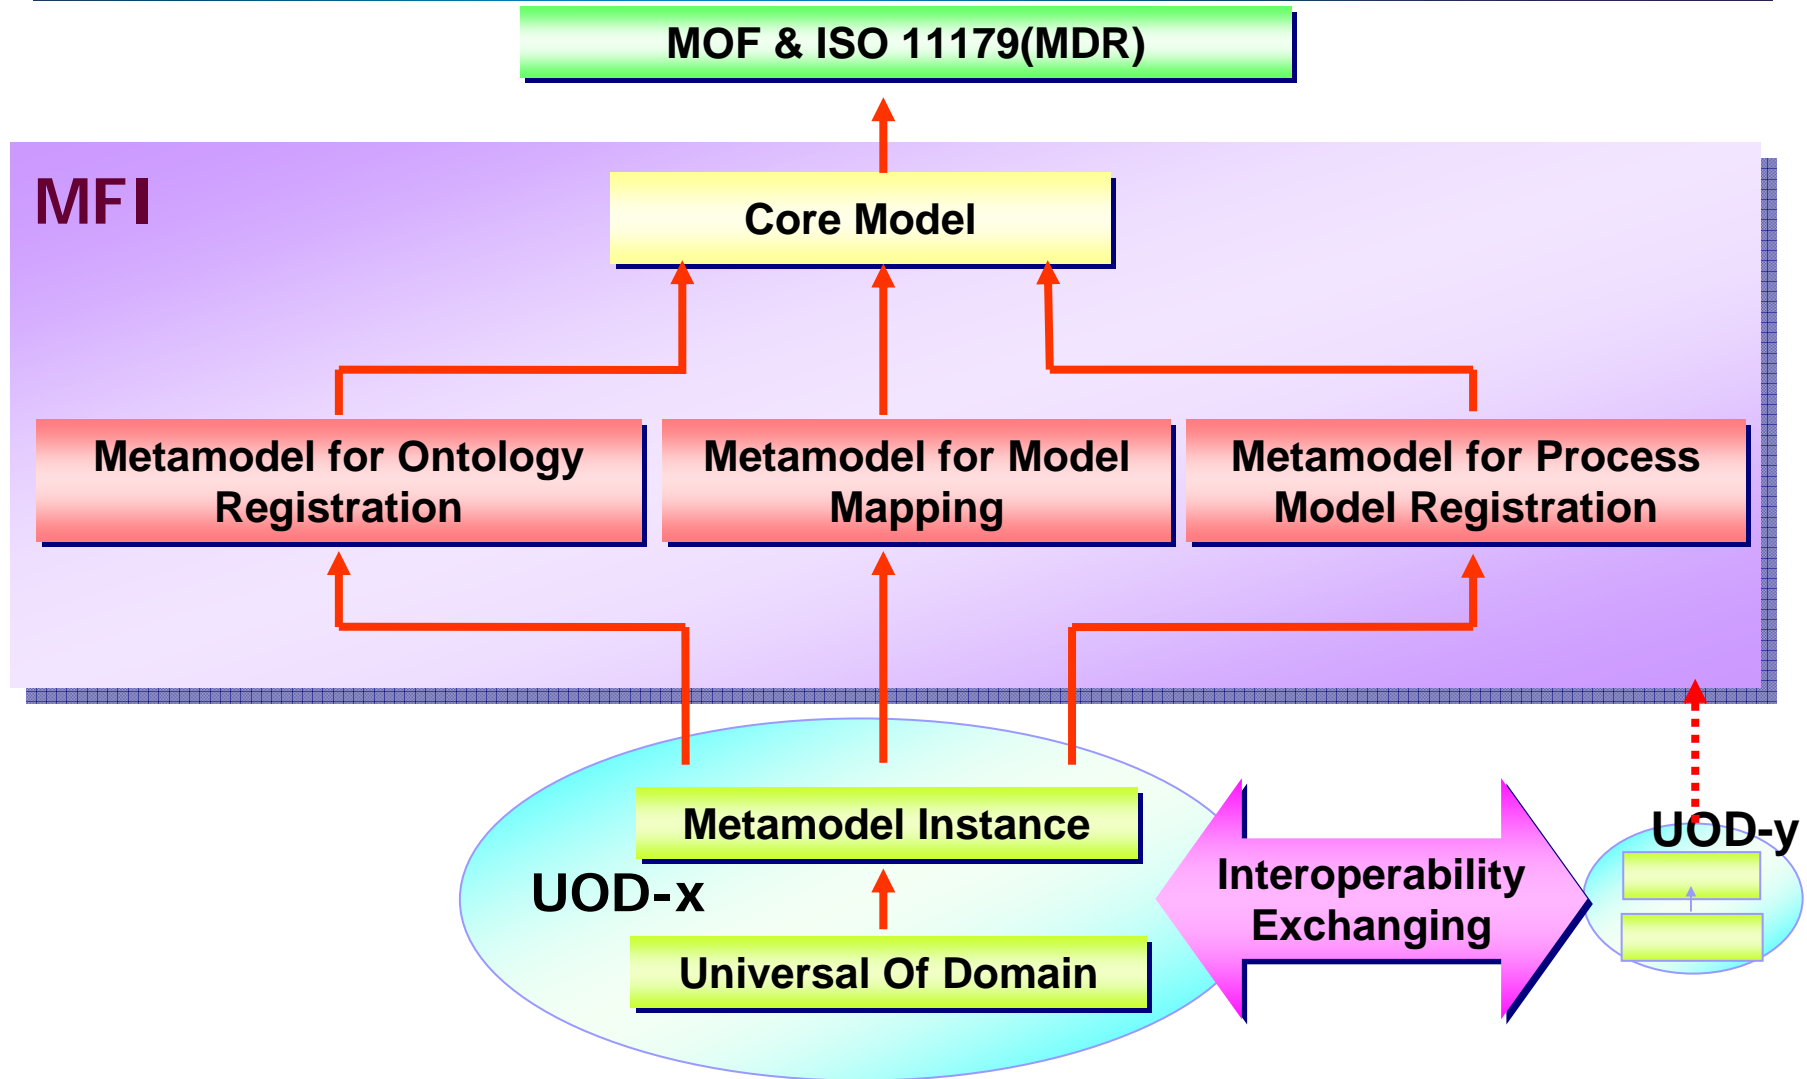 MOF & ISO 11179(MDR)
MFI
Core Model
Metamodel for Ontology
Registration
Metamodel for Model
Mapping
Metamodel for Process
Model Registration
Metamodel Instance
UOD-x
Universal Of Domain
Interoperability
Exchanging
UOD-y